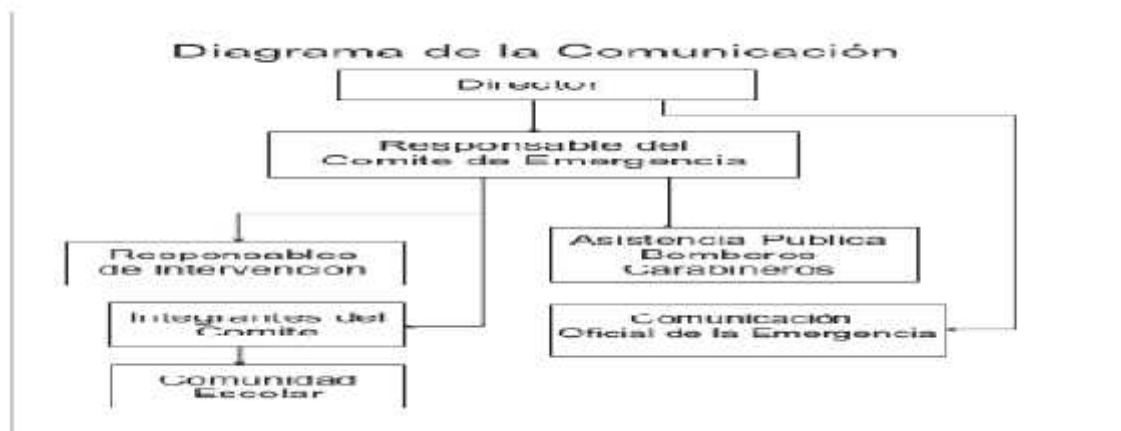 Diagrama de la Comunicación
Director
Responsable del
Comite de Emergencia
Responsables
de Intervención
Asistencia Publica
Bomberos
Carabineros
Integrantes del
Comite
Comunicación
Oficial de la Emergencia
Comunidad
Escolar